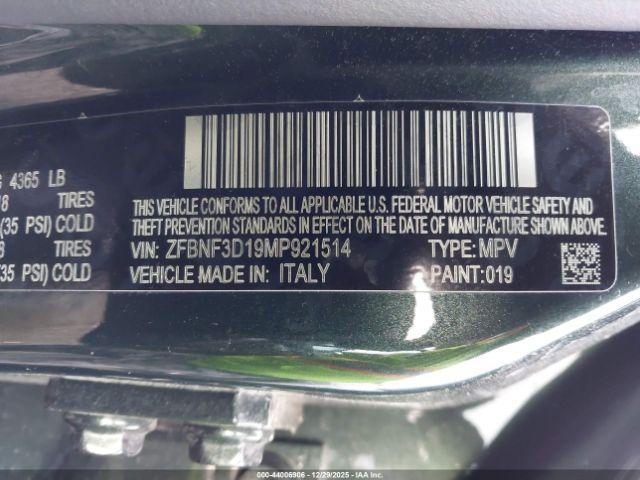 4365 LB
TIRES
(35 PSI) COLD
TIRES
(35 PSI) COLD
THIS VEHICLE CONFORMS TO ALL APPLICABLE U.S. FEDERAL MOTOR VEHICLE SAFETY AND
THEFT PREVENTION STANDARDS IN EFFECT ON THE DATE OF MANUFACTURE SHOWN ABOVE.
VIN: ZFBNF3D19MP921514 TYPE: MPV
VEHICLE MADE IN: ITALY PAINT:019
000-44006906 - 12/29/2025 - IAA Inc.